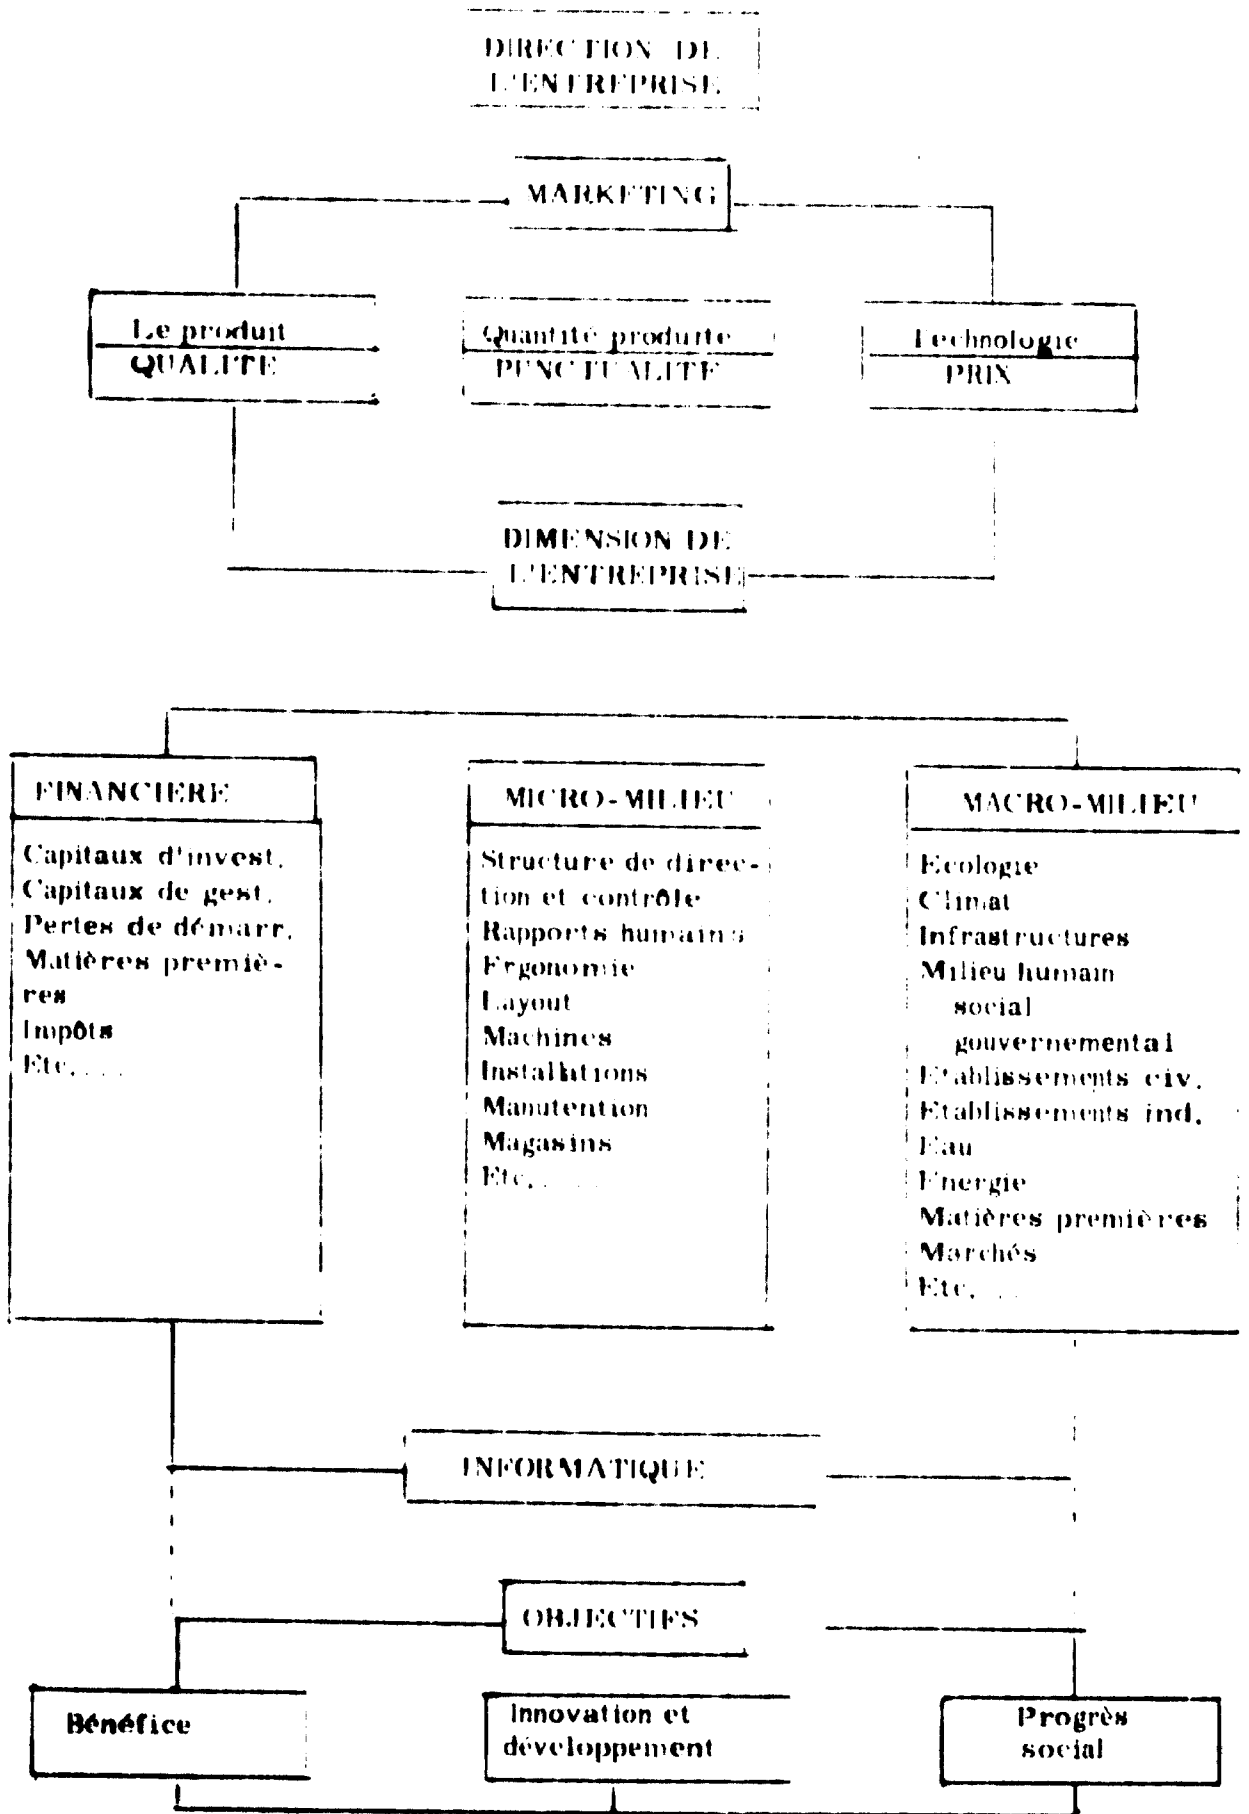 DIRECTION DE
L'ENTREPRISE
MARKETING
Le produit
QUALITE
Quantité produite
PUNCTUALITE
Technologie
PRIX
DIMENSION DE
L'ENTREPRISE
FINANCIERE
Capitaux d'invest.
Capitaux de gest.
Pertes de démarr.
Matières premiè-
res
Impôts
Etc. ...
MICRO-MILIEU
Structure de direc-
tion et contrôle
Rapports humains
Ergonomie
Layout
Machines
Installations
Manutention
Magasins
Etc. ....
MACRO-MILIEU
Ecologie
Climat
Infrastructures
Milieu humain
social
gouvernemental
Etablissements civ.
Etablissements ind.
Eau
Energie
Matières premières
Marchés
Etc. ...
INFORMATIQUE
OBJECTIFS
Bénéfice
Innovation et
développement
Progrès
social